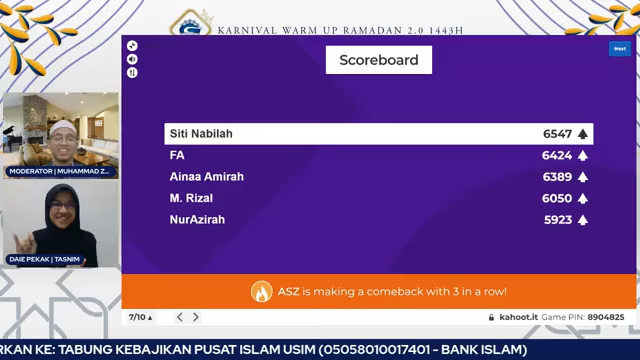 KARNIVAL WARM UP RAMADAN 2.0 1443H
Next
Scoreboard
Siti Nabilah 6547
FA 6424
Ainaa Amirah 6389
M. Rizal 6050
NurAzirah 5923
ASZ is making a comeback with 3 in a row!
7/10
kahoot.it Game PIN: 8904825
MODERATOR | MUHAMMAD Z...
DAIE PEKAK | TASNIM
RKAN KE: TABUNG KEBAJIKAN PUSAT ISLAM USIM (05058010017401 - BANK ISLAM)